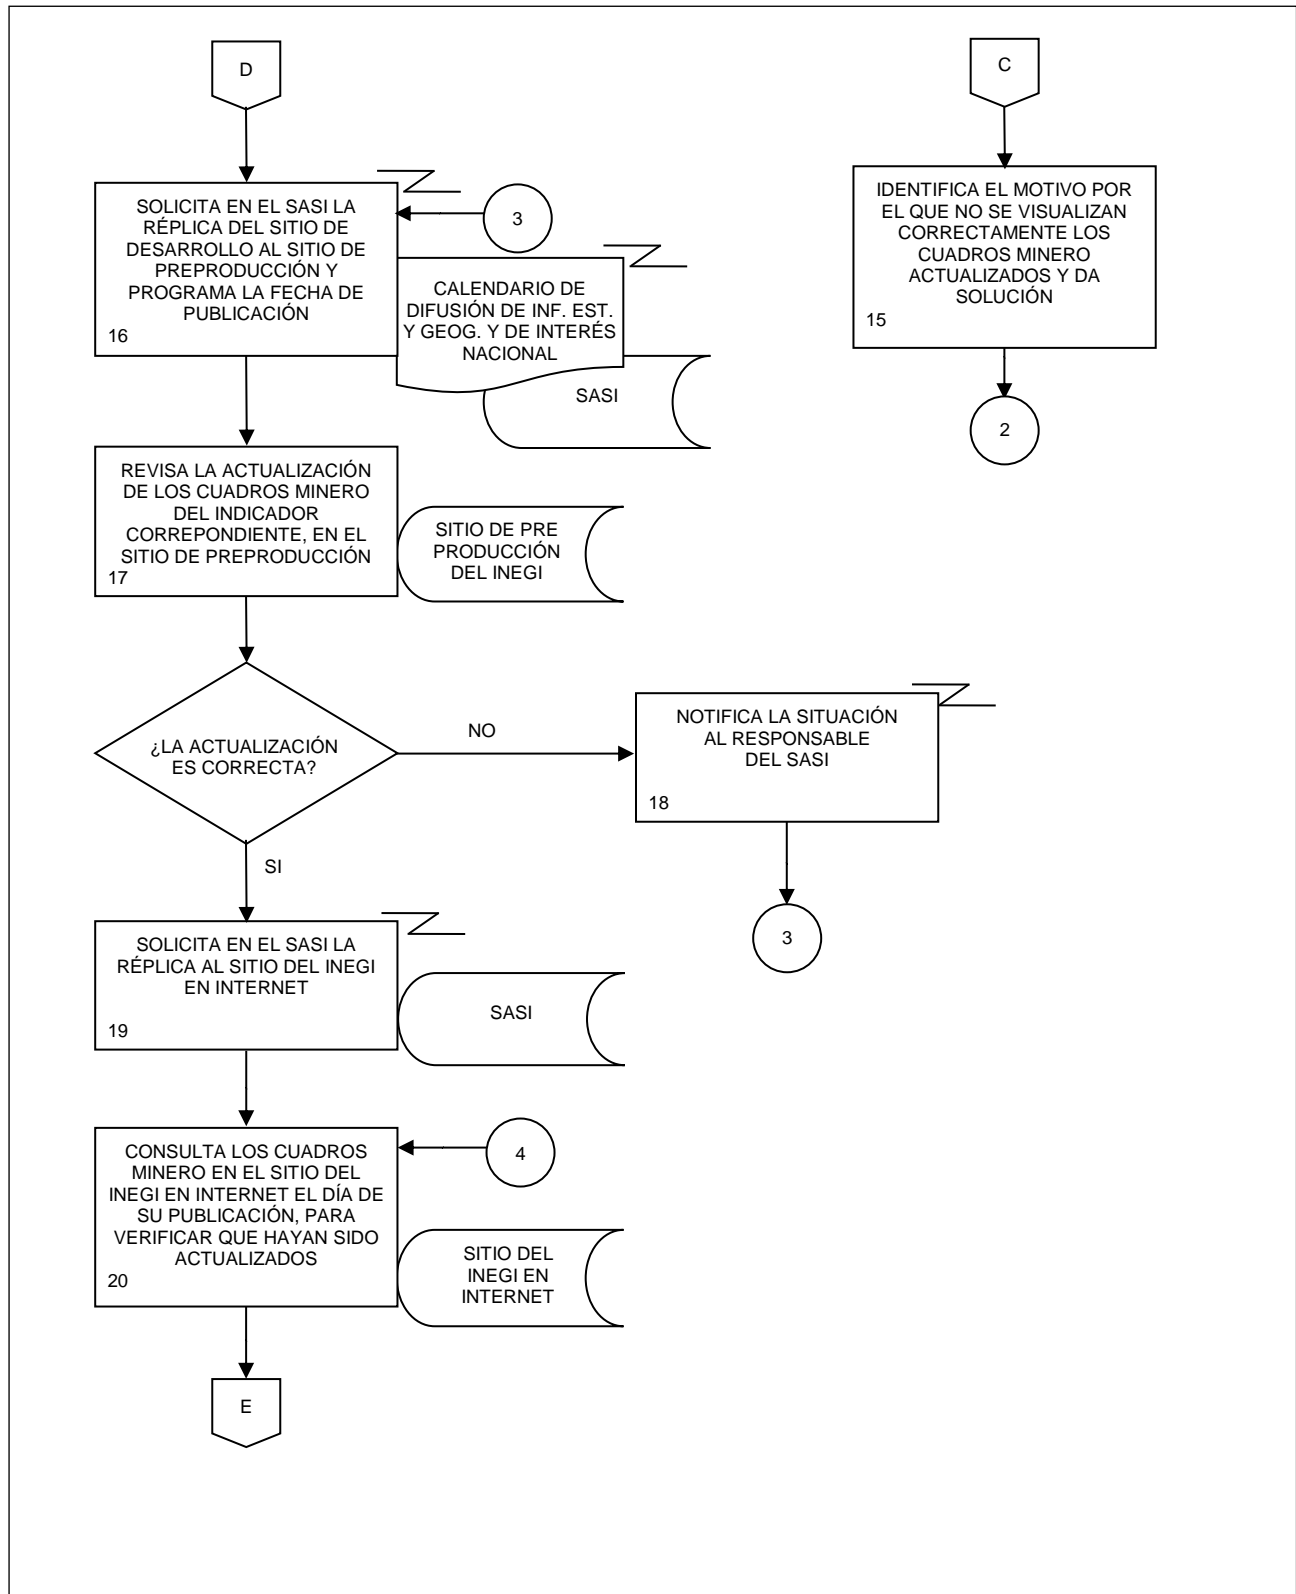 D
SOLICITA EN EL SASI LA
RÉPLICA DEL SITIO DE
DESARROLLO AL SITIO DE
PREPRODUCCIÓN Y
PROGRAMA LA FECHA DE
PUBLICACIÓN
16
3
CALENDARIO DE
DIFUSIÓN DE INF. EST.
Y GEOG. Y DE INTERÉS
NACIONAL
SASI
C
IDENTIFICA EL MOTIVO POR
EL QUE NO SE VISUALIZAN
CORRECTAMENTE LOS
CUADROS MINERO
ACTUALIZADOS Y DA
SOLUCIÓN
15
2
REVISA LA ACTUALIZACIÓN
DE LOS CUADROS MINERO
DEL INDICADOR
CORREPONDIENTE, EN EL
SITIO DE PREPRODUCCIÓN
17
SITIO DE PRE
PRODUCCIÓN
DEL INEGI
¿LA ACTUALIZACIÓN
ES CORRECTA?
NO
NOTIFICA LA SITUACIÓN
AL RESPONSABLE
DEL SASI
18
3
SI
SOLICITA EN EL SASI LA
RÉPLICA AL SITIO DEL INEGI
EN INTERNET
19
SASI
CONSULTA LOS CUADROS
MINERO EN EL SITIO DEL
INEGI EN INTERNET EL DÍA DE
SU PUBLICACIÓN, PARA
VERIFICAR QUE HAYAN SIDO
ACTUALIZADOS
20
4
SITIO DEL
INEGI EN
INTERNET
E